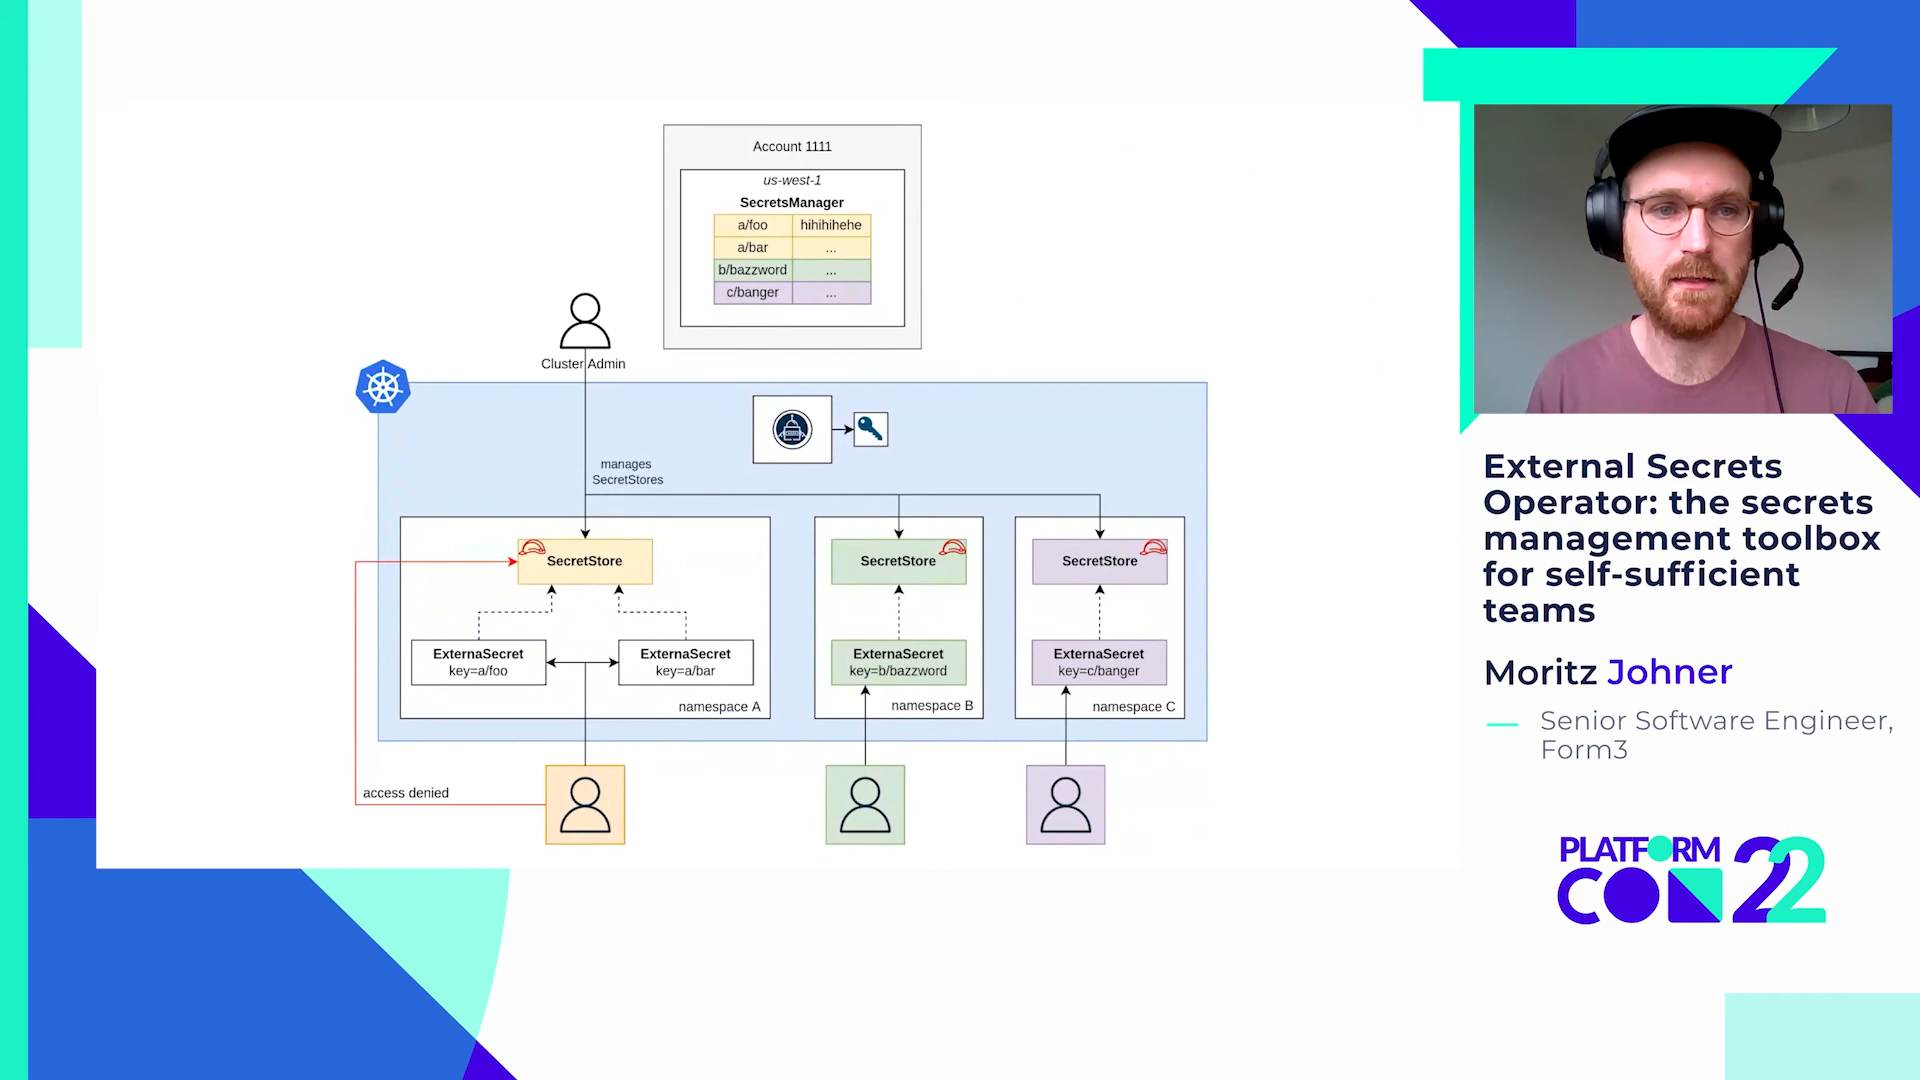 Account 1111
us-west-1
SecretsManager
a/foo hihihihehe
a/bar ...
b/bazzword ...
c/banger ...
Cluster Admin
manages
SecretStores
SecretStore
SecretStore
SecretStore
ExternaSecret
key=a/foo
ExternaSecret
key=a/bar
namespace A
ExternaSecret
key=b/bazzword
namespace B
ExternaSecret
key=c/banger
namespace C
access denied
External Secrets
Operator: the secrets
management toolbox
for self-sufficient
teams
Moritz Johner
Senior Software Engineer,
Form3
PLATFORM
CON 22